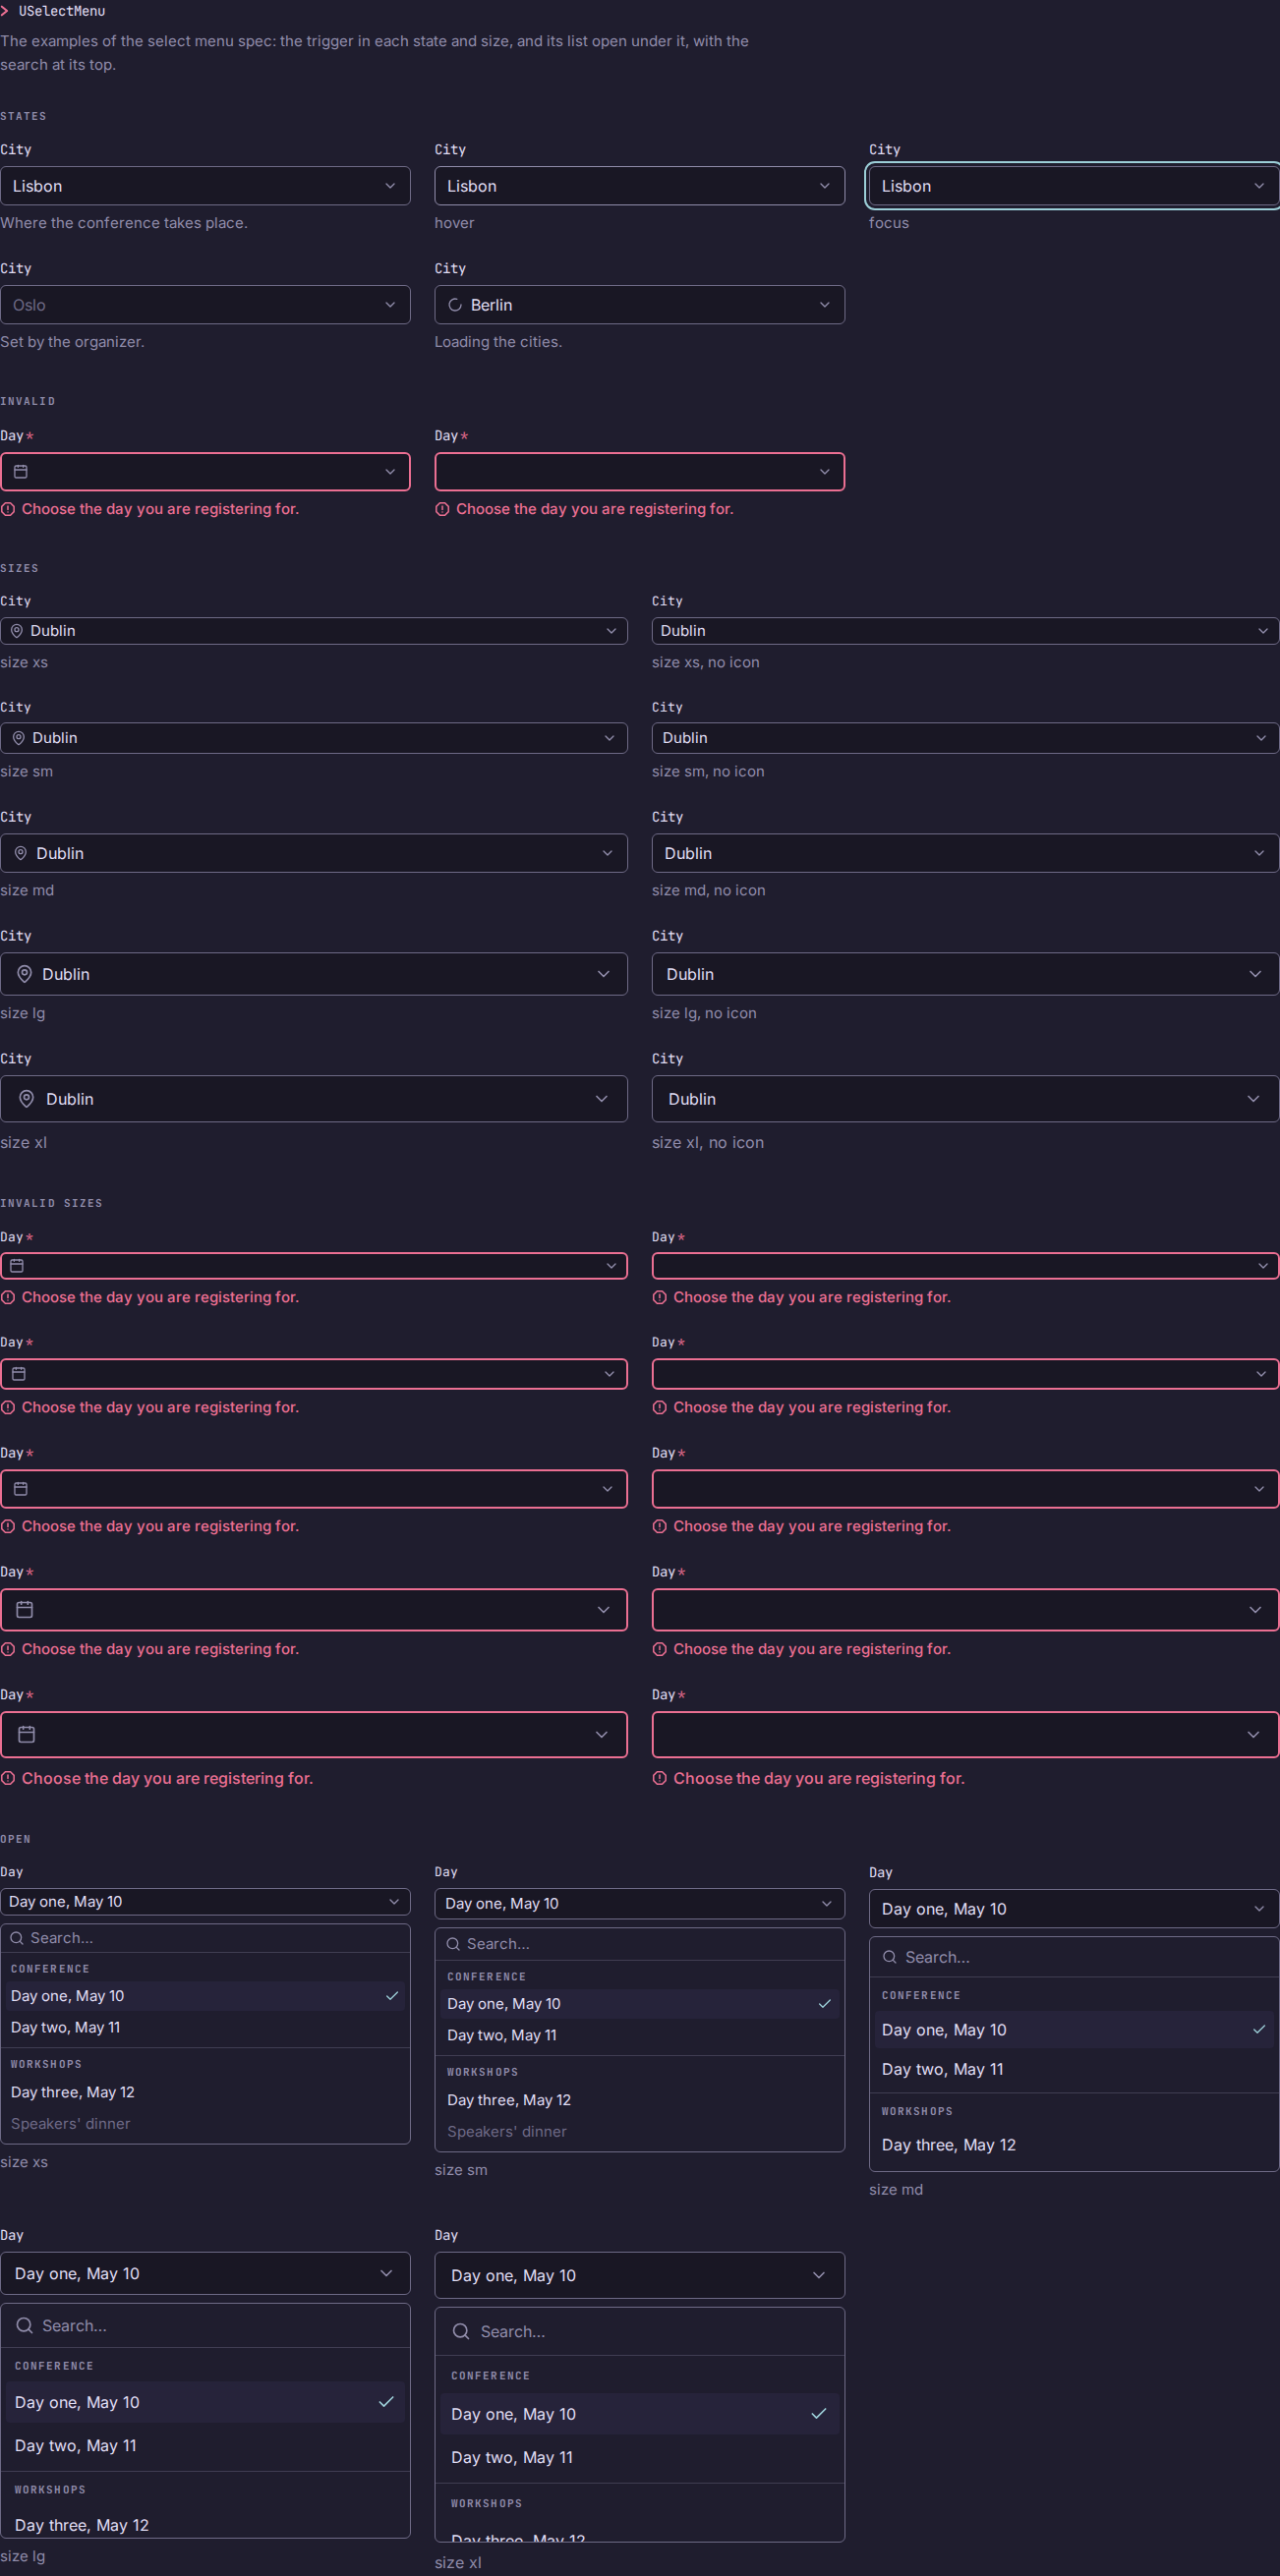 USelectMenu
The examples of the select menu spec: the trigger in each state and size, and its list open under it, with the
search at its top.
STATES
City
City
City
Lisbon
Lisbon
Lisbon
Where the conference takes place.
hover
focus
City
City
Oslo
Berlin
Set by the organizer.
Loading the cities.
INVALID
Day*
Day*
Choose the day you are registering for.
Choose the day you are registering for.
SIZES
City
City
Dublin
Dublin
size xs
size xs, no icon
City
City
Dublin
Dublin
size sm
size sm, no icon
City
City
Dublin
Dublin
size md
size md, no icon
City
City
Dublin
Dublin
size lg
size lg, no icon
City
City
Dublin
Dublin
size xl
size xl, no icon
INVALID SIZES
Day*
Day*
Choose the day you are registering for.
Choose the day you are registering for.
Day*
Day*
Choose the day you are registering for.
Choose the day you are registering for.
Day*
Day*
Choose the day you are registering for.
Choose the day you are registering for.
Day*
Day*
Choose the day you are registering for.
Choose the day you are registering for.
Day*
Day*
Choose the day you are registering for.
Choose the day you are registering for.
OPEN
Day
Day one, May 10
Search...
CONFERENCE
Day one, May 10
Day two, May 11
WORKSHOPS
Day three, May 12
Speakers' dinner
size xs
Day
Day one, May 10
Search...
CONFERENCE
Day one, May 10
Day two, May 11
WORKSHOPS
Day three, May 12
Speakers' dinner
size sm
Day
Day one, May 10
Search...
CONFERENCE
Day one, May 10
Day two, May 11
WORKSHOPS
Day three, May 12
size md
Day
Day one, May 10
Search...
CONFERENCE
Day one, May 10
Day two, May 11
WORKSHOPS
Day three, May 12
size lg
Day
Day one, May 10
Search...
CONFERENCE
Day one, May 10
Day two, May 11
WORKSHOPS
Day three, May 12
size xl